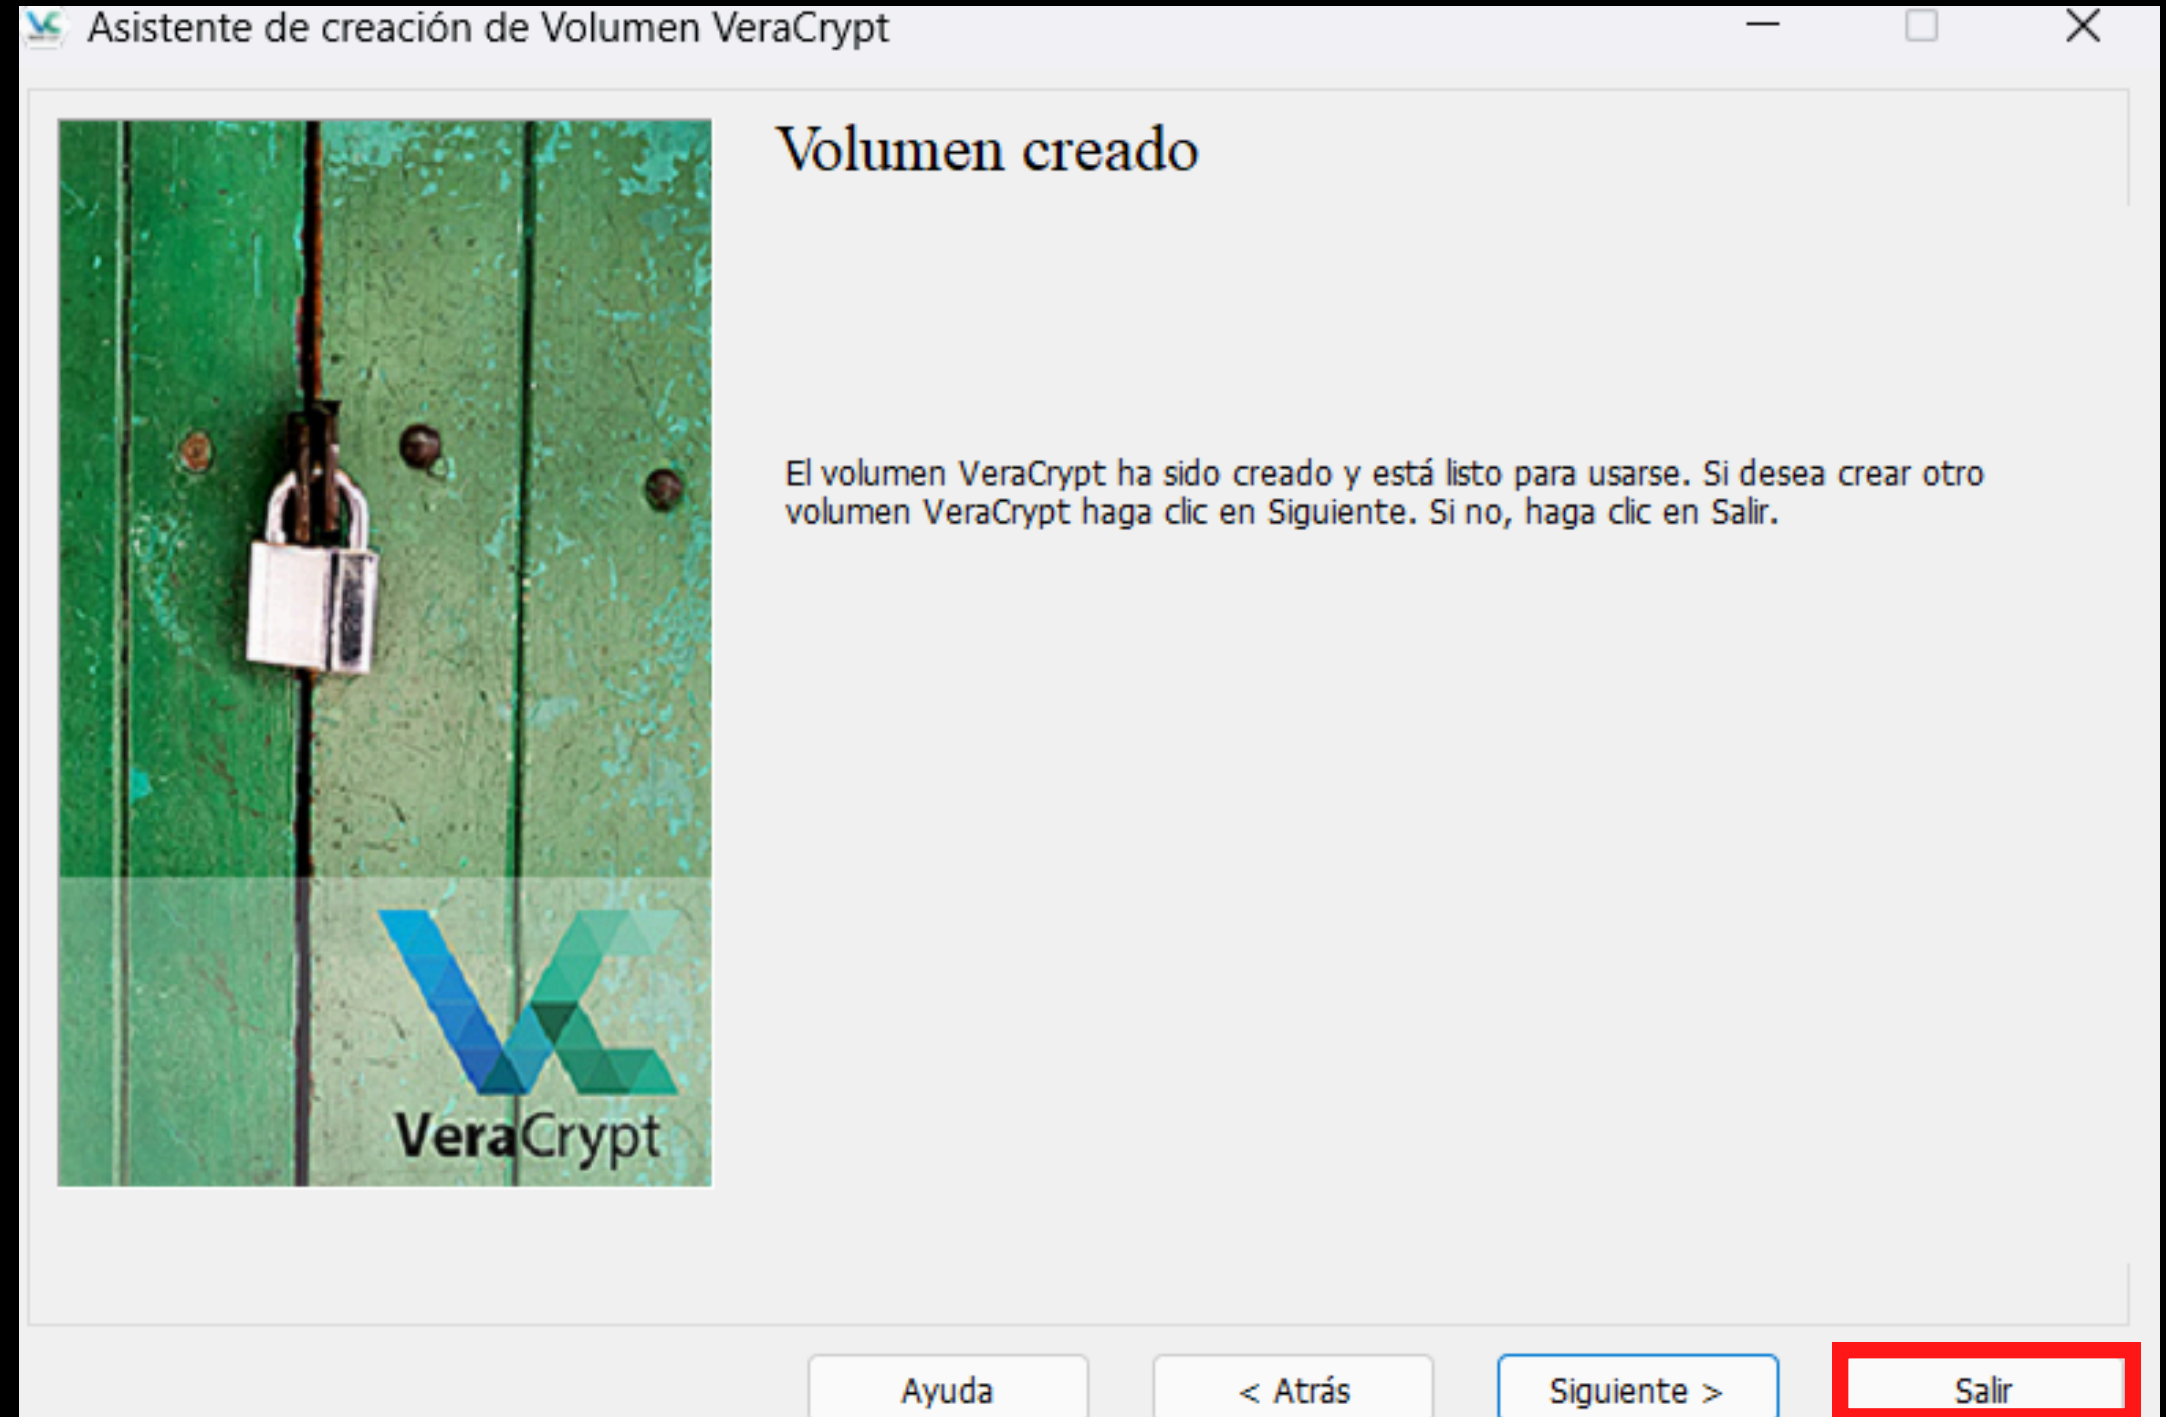 Asistente de creación de Volumen VeraCrypt
Volumen creado
El volumen VeraCrypt ha sido creado y está listo para usarse. Si desea crear otro
volumen VeraCrypt haga clic en Siguiente. Si no, haga clic en Salir.
VeraCrypt
Ayuda
< Atrás
Siguiente >
Salir